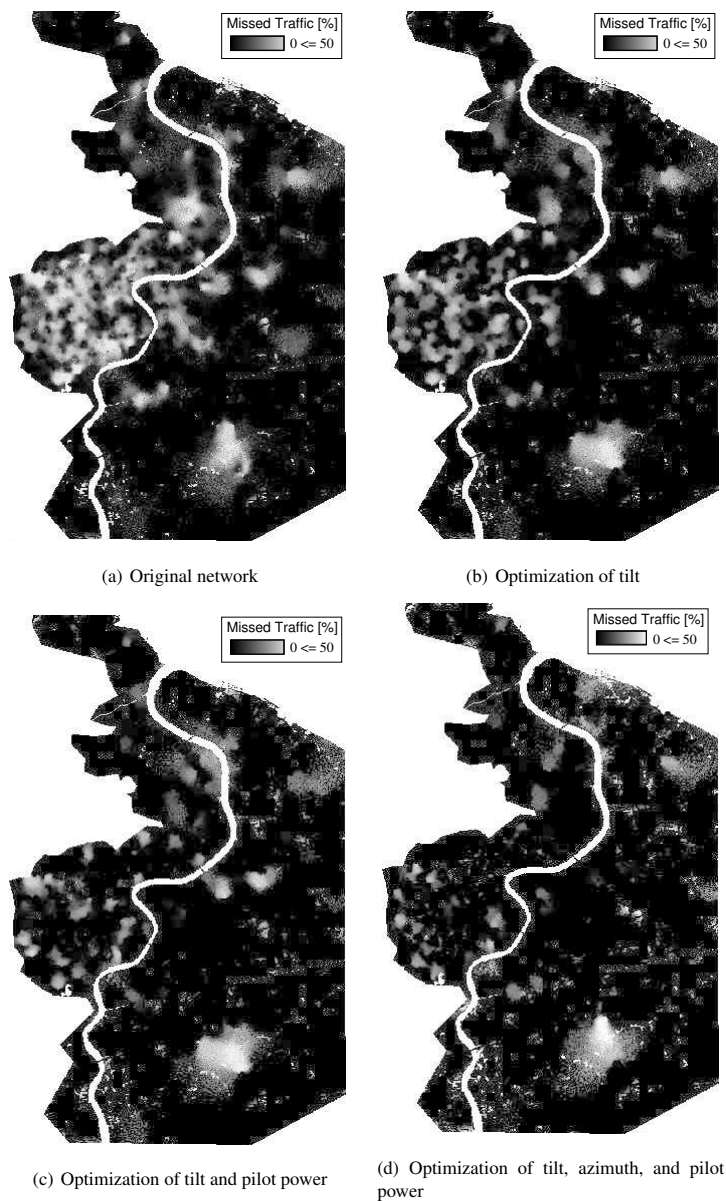 Missed Traffic [%]
0 <= 50
Missed Traffic [%]
0 <= 50
(a) Original network
(b) Optimization of tilt
Missed Traffic [%]
0 <= 50
Missed Traffic [%]
0 <= 50
(c) Optimization of tilt and pilot power
(d) Optimization of tilt, azimuth, and pilot
power